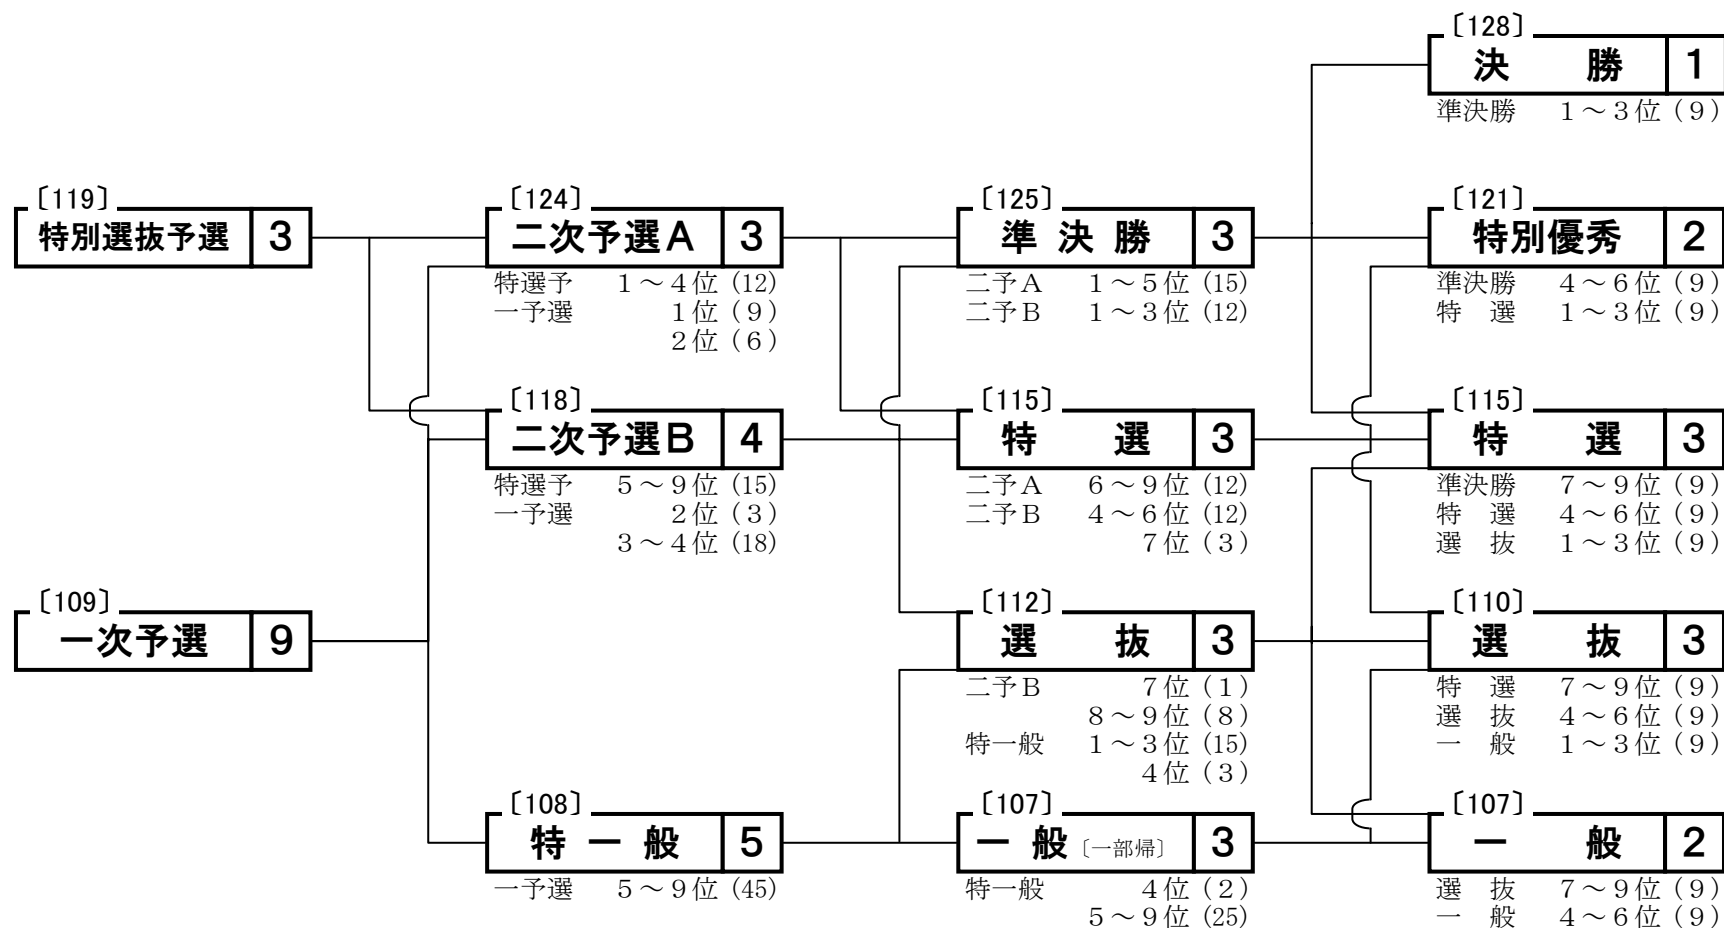 〔119〕
特別選抜予選 3
〔109〕
一次予選 9
〔124〕
二次予選A 3
特選予 1～4位 (12)
一予選 1位 (9)
2位 (6)
〔118〕
二次予選B 4
特選予 5～9位 (15)
一予選 2位 (3)
3～4位 (18)
〔108〕
特一般 5
一予選 5～9位 (45)
〔125〕
準決勝 3
二予A 1～5位 (15)
二予B 1～3位 (12)
〔115〕
特選 3
二予A 6～9位 (12)
二予B 4～6位 (12)
7位 (3)
〔112〕
選抜 3
二予B 7位 (1)
8～9位 (8)
特一般 1～3位 (15)
4位 (3)
〔107〕
一般〔一部帰〕 3
特一般 4位 (2)
5～9位 (25)
〔128〕
決勝 1
準決勝 1～3位 (9)
〔121〕
特別優秀 2
準決勝 4～6位 (9)
特選 1～3位 (9)
〔115〕
特選 3
準決勝 7～9位 (9)
特選 4～6位 (9)
選抜 1～3位 (9)
〔110〕
選抜 3
特選 7～9位 (9)
選抜 4～6位 (9)
一般 1～3位 (9)
〔107〕
一般 2
選抜 7～9位 (9)
一般 4～6位 (9)